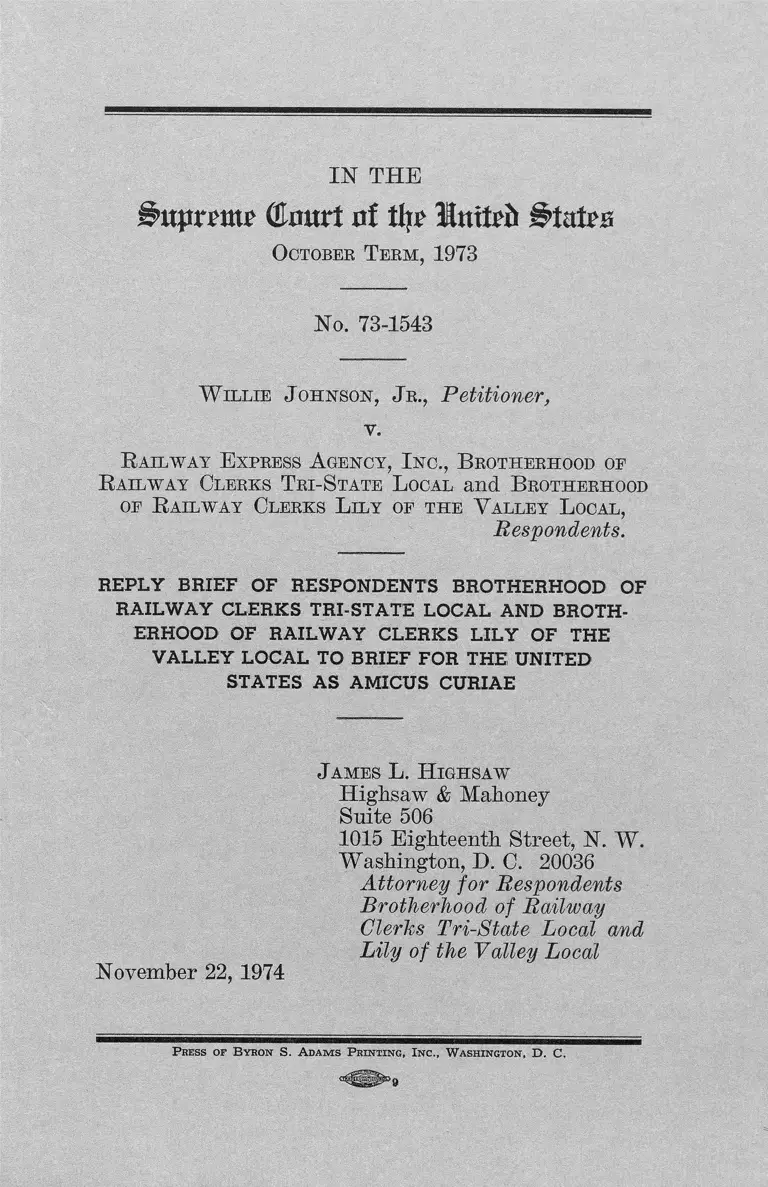 IN THE
Supreme Court of the United States
OCTOBER TERM, 1973
No. 73-1543
WILLIE JOHNSON, JR., Petitioner,
v.
RAILWAY EXPRESS AGENCY, INC., BROTHERHOOD OF
RAILWAY CLERKS TRI-STATE LOCAL and BROTHERHOOD
OF RAILWAY CLERKS LILY OF THE VALLEY LOCAL,
Respondents.
REPLY BRIEF OF RESPONDENTS BROTHERHOOD OF
RAILWAY CLERKS TRI-STATE LOCAL AND BROTH-
ERHOOD OF RAILWAY CLERKS LILY OF THE
VALLEY LOCAL TO BRIEF FOR THE UNITED
STATES AS AMICUS CURIAE
JAMES L. HIGHSAW
Highsaw & Mahoney
Suite 506
1015 Eighteenth Street, N. W.
Washington, D. C. 20036
Attorney for Respondents
Brotherhood of Railway
Clerks Tri-State Local and
Lily of the Valley Local
November 22, 1974
PRESS OF BYRON S. ADAMS PRINTING, INC., WASHINGTON, D. C.
9